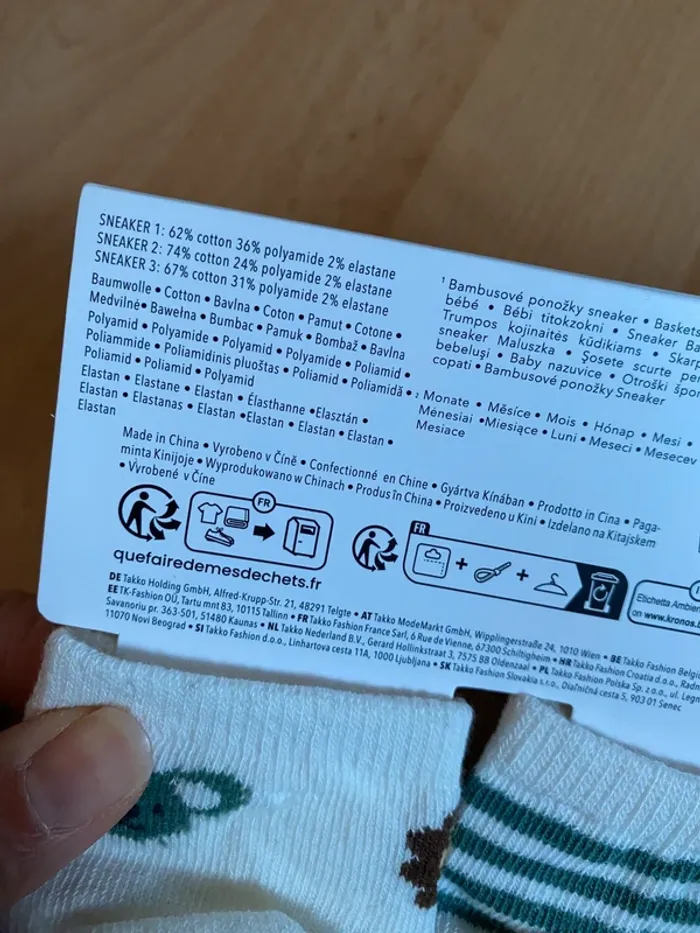 SNEAKER 1: 62% cotton 36% polyamide 2% elastane
SNEAKER 2: 74% cotton 24% polyamide 2% elastane
SNEAKER 3: 67% cotton 31% polyamide 2% elastane
Baumwolle • Cotton • Bavlna • Coton • Pamut • Cotone •
Medvilnė• Bawełna • Bumbac • Pamuk • Bombaž • Bavlna
Polyamid • Polyamide • Polyamid • Polyamide • Poliamid •
Poliammide • Poliamidinis pluoštas • Poliamid • Poliamidă •
Poliamid • Poliamid • Polyamid
Elastan • Elastane • Elastan • Élasthanne •Elasztán •
Elastan • Elastanas • Elastan •Elastan • Elastan • Elastan •
Elastan
¹ Bambusové ponožky sneaker • Baskets
bébé • Bébi titokzokni • Sneaker Ba
Trumpos kojinaitės kūdikiams • Skarp
sneaker Maluszka • Șosete scurte pe
bebeluşi • Baby nazuvice • Otroški špor
copati • Bambusové ponožky Sneaker
² Monate • Měsíce • Mois • Hónap • Mesi •
Mėnesiai •Miesiące • Luni • Meseci • Mesecev
Mesiace
Made in China • Vyrobeno v Číně • Confectionné en Chine • Gyártva Kínában • Prodotto in Cina • Paga-
minta Kinijoje • Wyprodukowano w Chinach • Produs în China • Proizvedeno u Kini • Izdelano na Kitajskem
• Vyrobené v Číne
FR
FR
quefairedemesdechets.fr
Etichetta Ambien
on www.kronos.b
DE Takko Holding GmbH, Alfred-Krupp-Str. 21, 48291 Telgte • AT Takko ModeMarkt GmbH, Wipplingerstraße 24, 1010 Wien • BE Takko Fashion Belgi
EE TK-Fashion OÜ, Tartu mnt 83, 10115 Tallinn • FR Takko Fashion France Sarl, 6 Rue de Vienne, 67300 Schiltigheim • HR Takko Fashion Croatia d.o.o., Radn
Savanoriu pr. 363-501, 51480 Kaunas • NL Takko Nederland B.V., Gerard Hollinkstraat 3, 7575 BB Oldenzaal • PL Takko Fashion Polska Sp. z o.o., ul. Legn
11070 Novi Beograd • SI Takko Fashion d.o.o., Linhartova cesta 11A, 1000 Ljubljana • SK Takko Fashion Slovakia s.r.o., Diaľničná cesta 5, 903 01 Senec